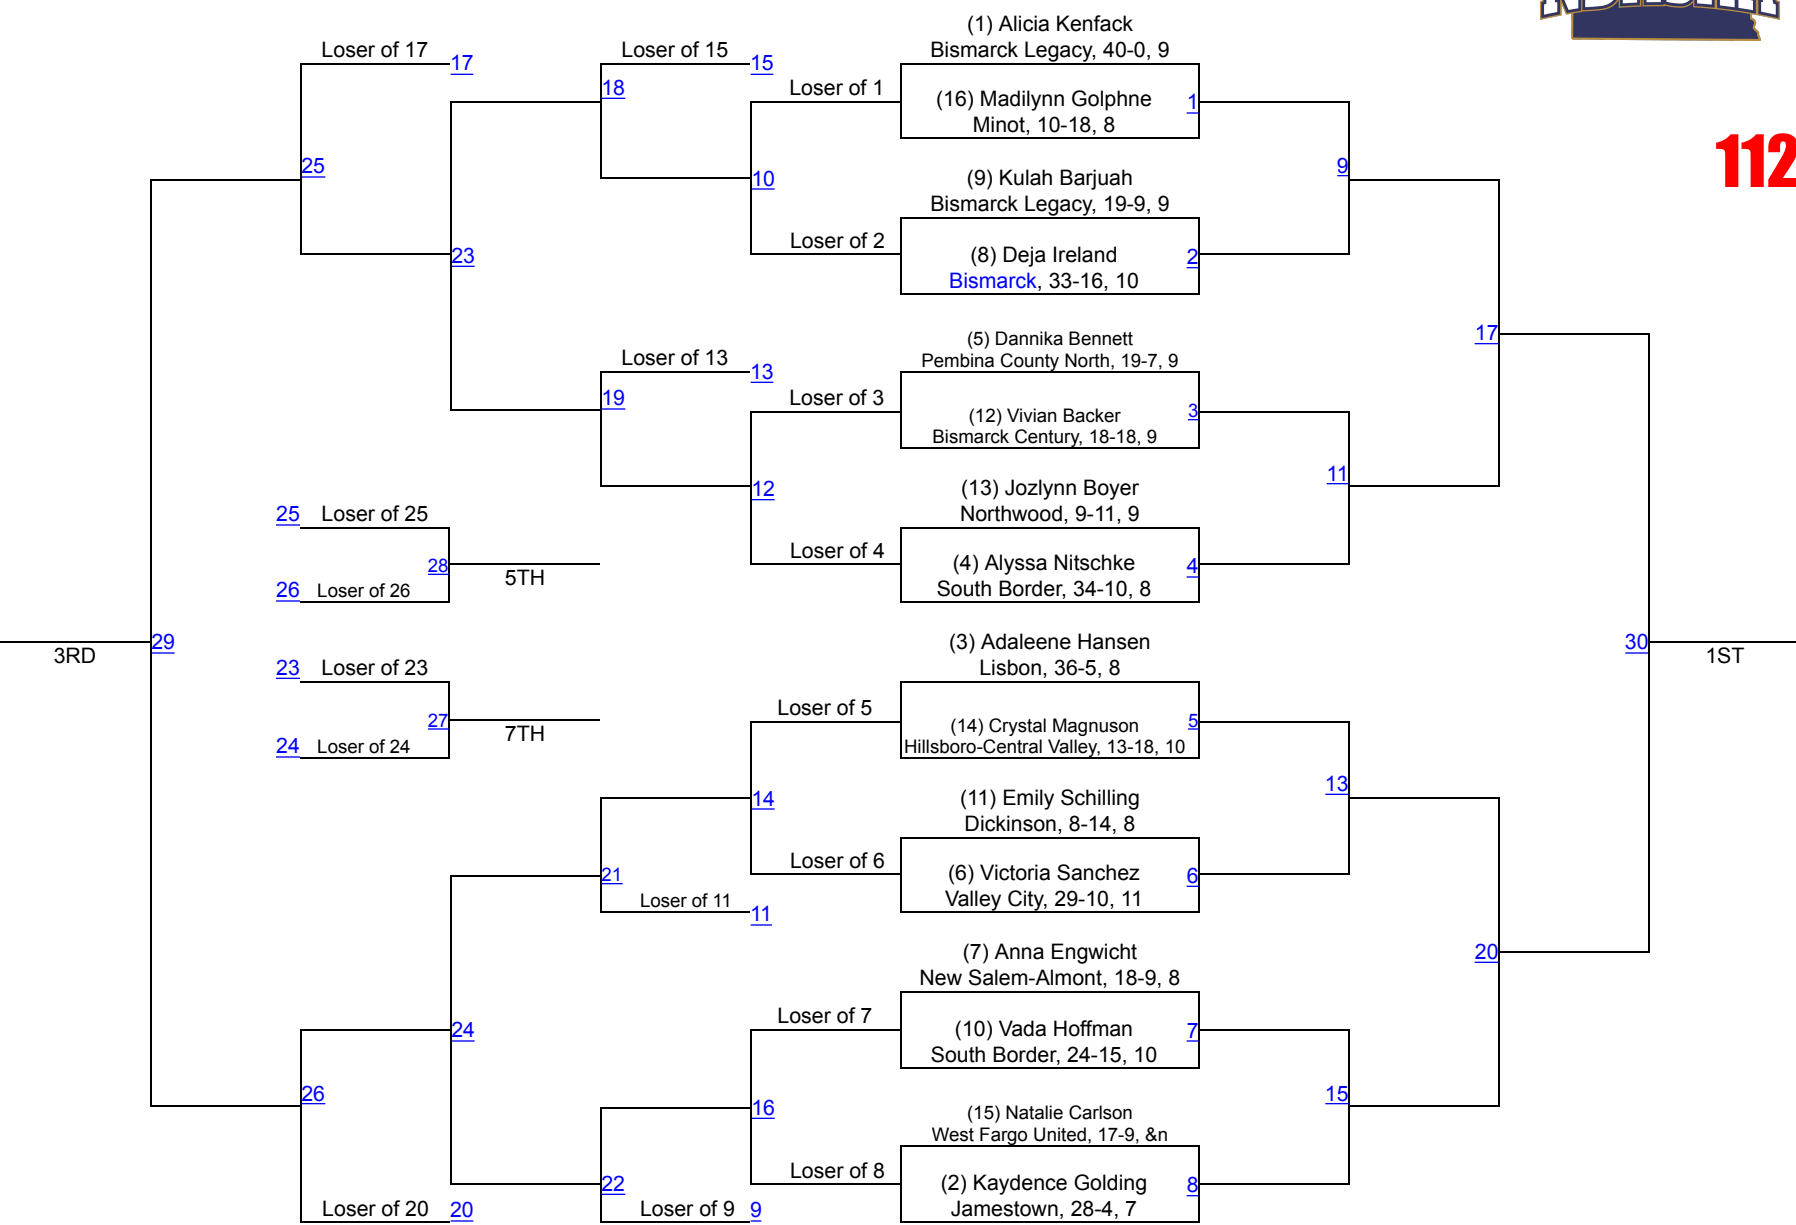 (1) Alicia Kenfack
Bismarck Legacy, 40-0, 9
Loser of 17
17
Loser of 15
15
18
Loser of 1
(16) Madilynn Golphne
Minot, 10-18, 8
1
112
25
10
(9) Kulah Barjuah
Bismarck Legacy, 19-9, 9
9
23
Loser of 2
(8) Deja Ireland
Bismarck, 33-16, 10
2
(5) Dannika Bennett
Pembina County North, 19-7, 9
17
Loser of 13
13
19
Loser of 3
(12) Vivian Backer
Bismarck Century, 18-18, 9
3
12
(13) Jozlynn Boyer
Northwood, 9-11, 9
11
25
Loser of 25
Loser of 4
(4) Alyssa Nitschke
South Border, 34-10, 8
4
28
5TH
26
Loser of 26
29
3RD
(3) Adaleene Hansen
Lisbon, 36-5, 8
30
1ST
23
Loser of 23
Loser of 5
(14) Crystal Magnuson
Hillsboro-Central Valley, 13-18, 10
5
27
7TH
24
Loser of 24
14
(11) Emily Schilling
Dickinson, 8-14, 8
13
21
Loser of 6
(6) Victoria Sanchez
Valley City, 29-10, 11
6
Loser of 11
11
(7) Anna Engwicht
New Salem-Almont, 18-9, 8
20
24
Loser of 7
(10) Vada Hoffman
South Border, 24-15, 10
7
26
16
(15) Natalie Carlson
West Fargo United, 17-9, &n
15
22
Loser of 8
(2) Kaydence Golding
Jamestown, 28-4, 7
8
Loser of 20
20
Loser of 9
9